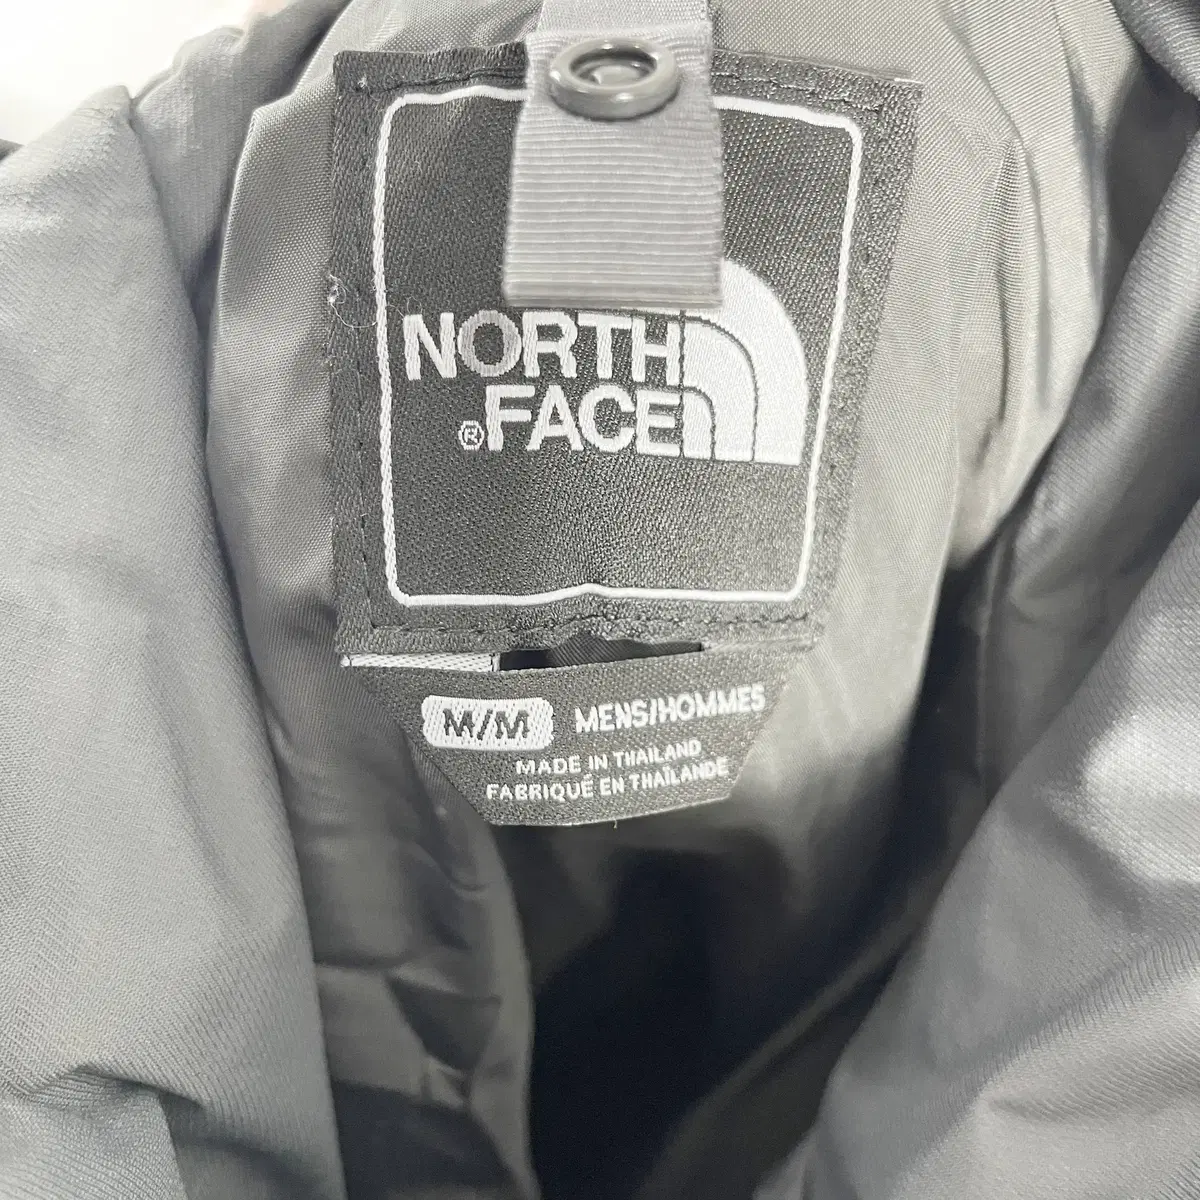 NORTH
®FACE
M/M MENS/HOMMES
MADE IN THAILAND
FABRIQUÉ EN THAÏLANDE